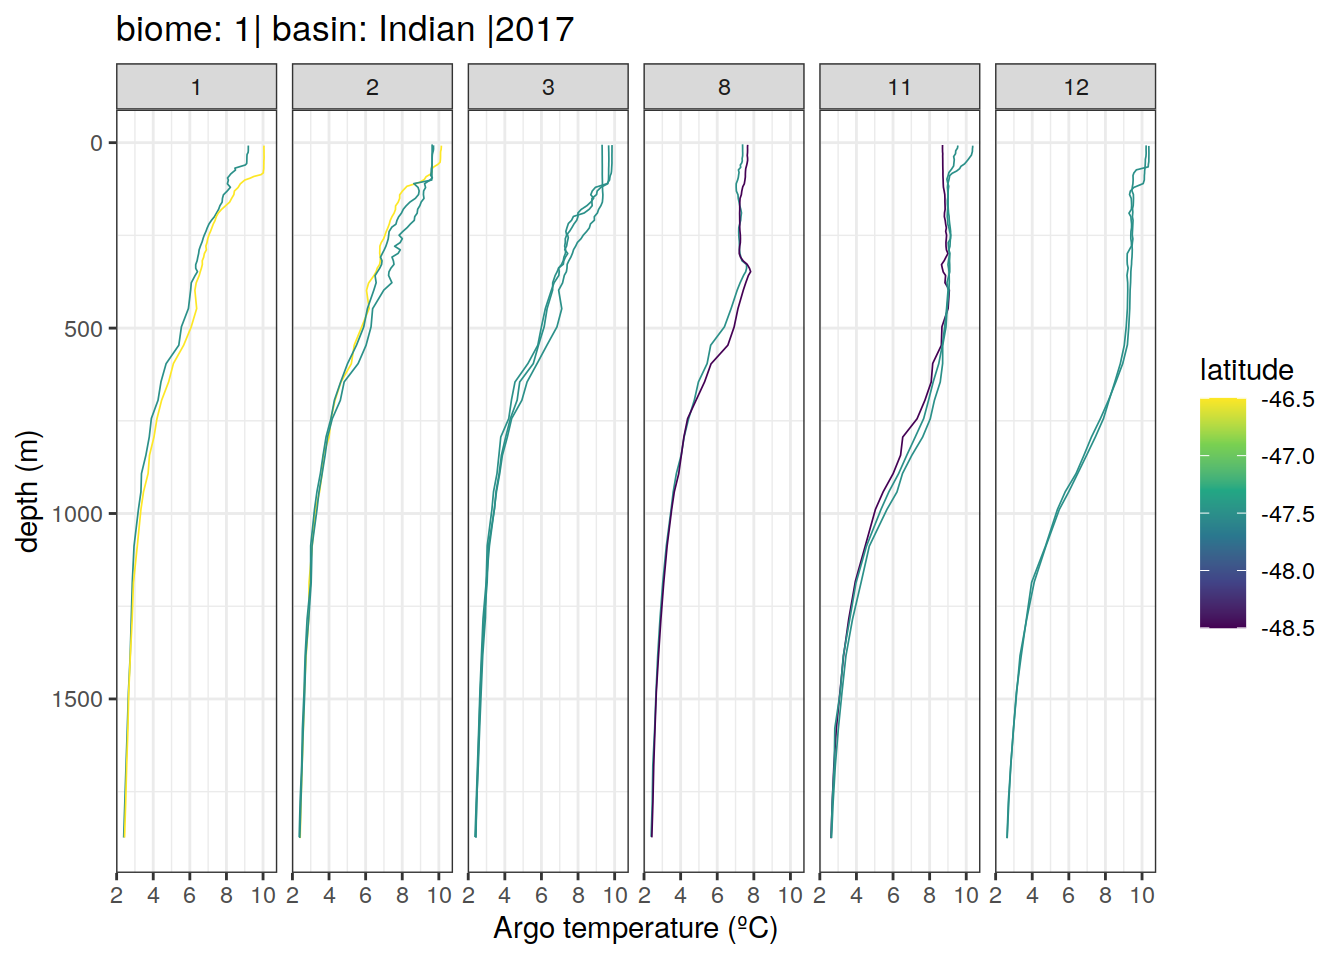 biome: 1| basin: Indian |2017
1 2 3 8 11 12
0
500
1000
1500
depth (m)
2 4 6 8 10 2 4 6 8 10 2 4 6 8 10 2 4 6 8 10 2 4 6 8 10 2 4 6 8 10
Argo temperature (ºC)
latitude
-46.5
-47.0
-47.5
-48.0
-48.5